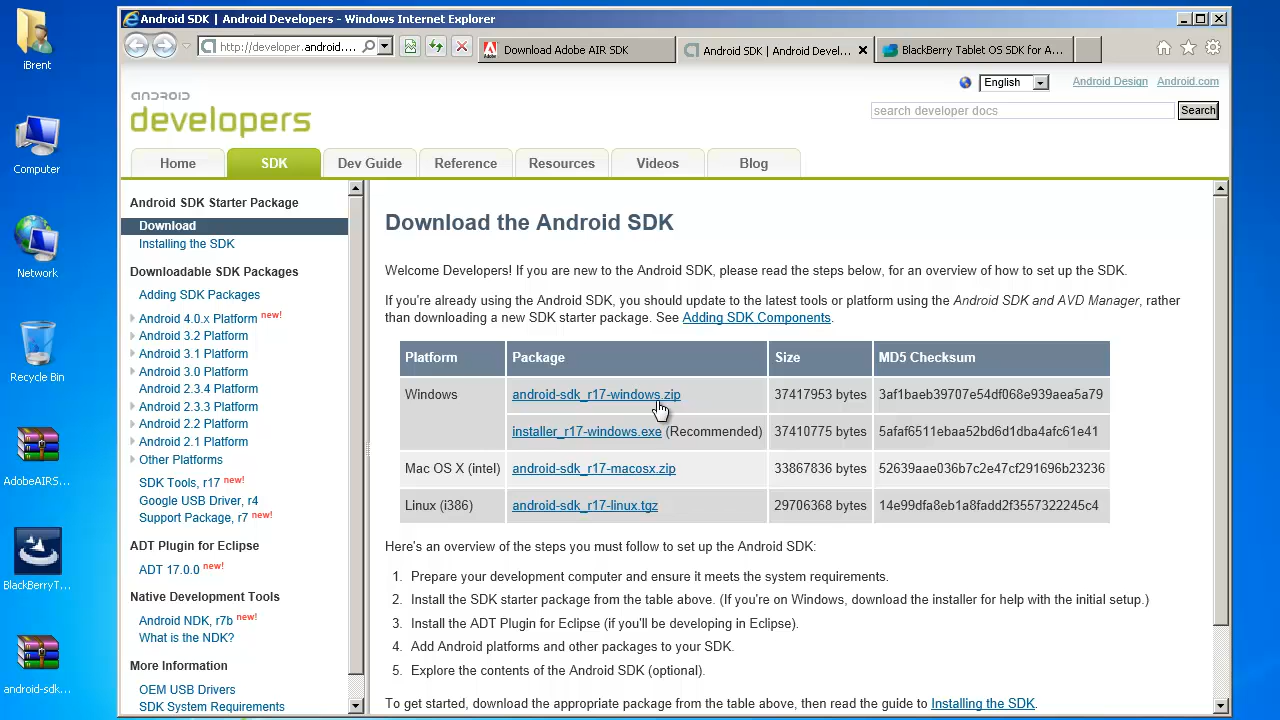 iBrent
Computer
Network
Recycle Bin
AdobeAIRS...
BlackBerryT...
android-sdk...
Android SDK | Android Developers - Windows Internet Explorer
http://developer.android....
Download Adobe AIR SDK
Android SDK | Android Devel...
BlackBerry Tablet OS SDK for A...
English
Android Design
Android.com
android
developers
search developer docs
Search
Home
SDK
Dev Guide
Reference
Resources
Videos
Blog
Android SDK Starter Package
Download
Installing the SDK
Downloadable SDK Packages
Adding SDK Packages
Android 4.0.x Platform new!
Android 3.2 Platform
Android 3.1 Platform
Android 3.0 Platform
Android 2.3.4 Platform
Android 2.3.3 Platform
Android 2.2 Platform
Android 2.1 Platform
Other Platforms
SDK Tools, r17 new!
Google USB Driver, r4
Support Package, r7 new!
ADT Plugin for Eclipse
ADT 17.0.0 new!
Native Development Tools
Android NDK, r7b new!
What is the NDK?
More Information
OEM USB Drivers
SDK System Requirements
Download the Android SDK
Welcome Developers! If you are new to the Android SDK, please read the steps below, for an overview of how to set up the SDK.
If you're already using the Android SDK, you should update to the latest tools or platform using the Android SDK and AVD Manager, rather
than downloading a new SDK starter package. See Adding SDK Components.
Platform Package Size MD5 Checksum
Windows android-sdk_r17-windows.zip 37417953 bytes 3af1baeb39707e54df068e939aea5a79
installer_r17-windows.exe (Recommended) 37410775 bytes 5afaf6511ebaa52bd6d1dba4afc61e41
Mac OS X (intel) android-sdk_r17-macosx.zip 33867836 bytes 52639aae036b7c2e47cf291696b23236
Linux (i386) android-sdk_r17-linux.tgz 29706368 bytes 14e99dfa8eb1a8fadd2f3557322245c4
Here's an overview of the steps you must follow to set up the Android SDK:
1. Prepare your development computer and ensure it meets the system requirements.
2. Install the SDK starter package from the table above. (If you're on Windows, download the installer for help with the initial setup.)
3. Install the ADT Plugin for Eclipse (if you'll be developing in Eclipse).
4. Add Android platforms and other packages to your SDK.
5. Explore the contents of the Android SDK (optional).
To get started, download the appropriate package from the table above, then read the guide to Installing the SDK.